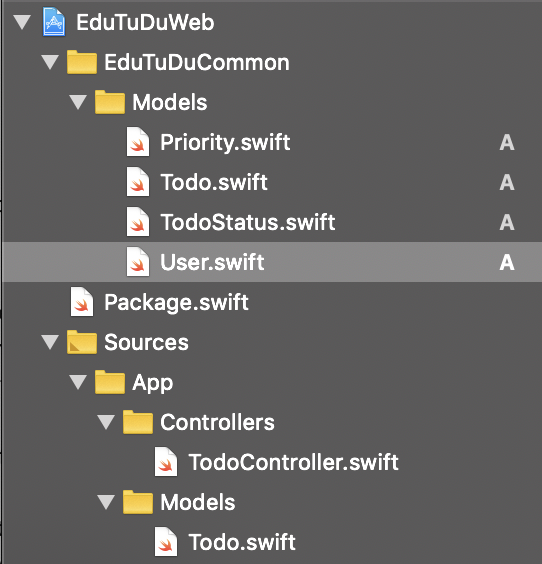 EduTuDuWeb
EduTuDuCommon
Models
Priority.swift A
Todo.swift A
TodoStatus.swift A
User.swift A
Package.swift
Sources
App
Controllers
TodoController.swift
Models
Todo.swift